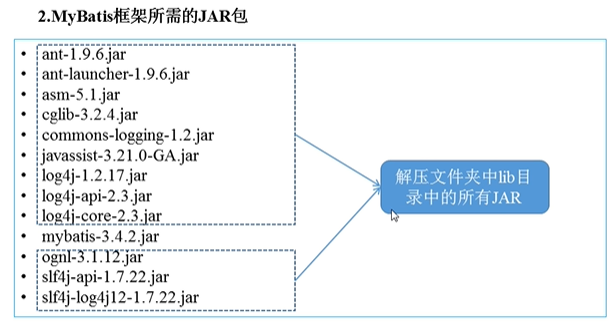 2.MyBatis框架所需的JAR包
• ant-1.9.6.jar
• ant-launcher-1.9.6.jar
• asm-5.1.jar
• cglib-3.2.4.jar
• commons-logging-1.2.jar
• javassist-3.21.0-GA.jar
• log4j-1.2.17.jar
• log4j-api-2.3.jar
• log4j-core-2.3.jar
• mybatis-3.4.2.jar
• ognl-3.1.12.jar
• slf4j-api-1.7.22.jar
• slf4j-log4j12-1.7.22.jar
解压文件夹中lib目
录中的所有JAR